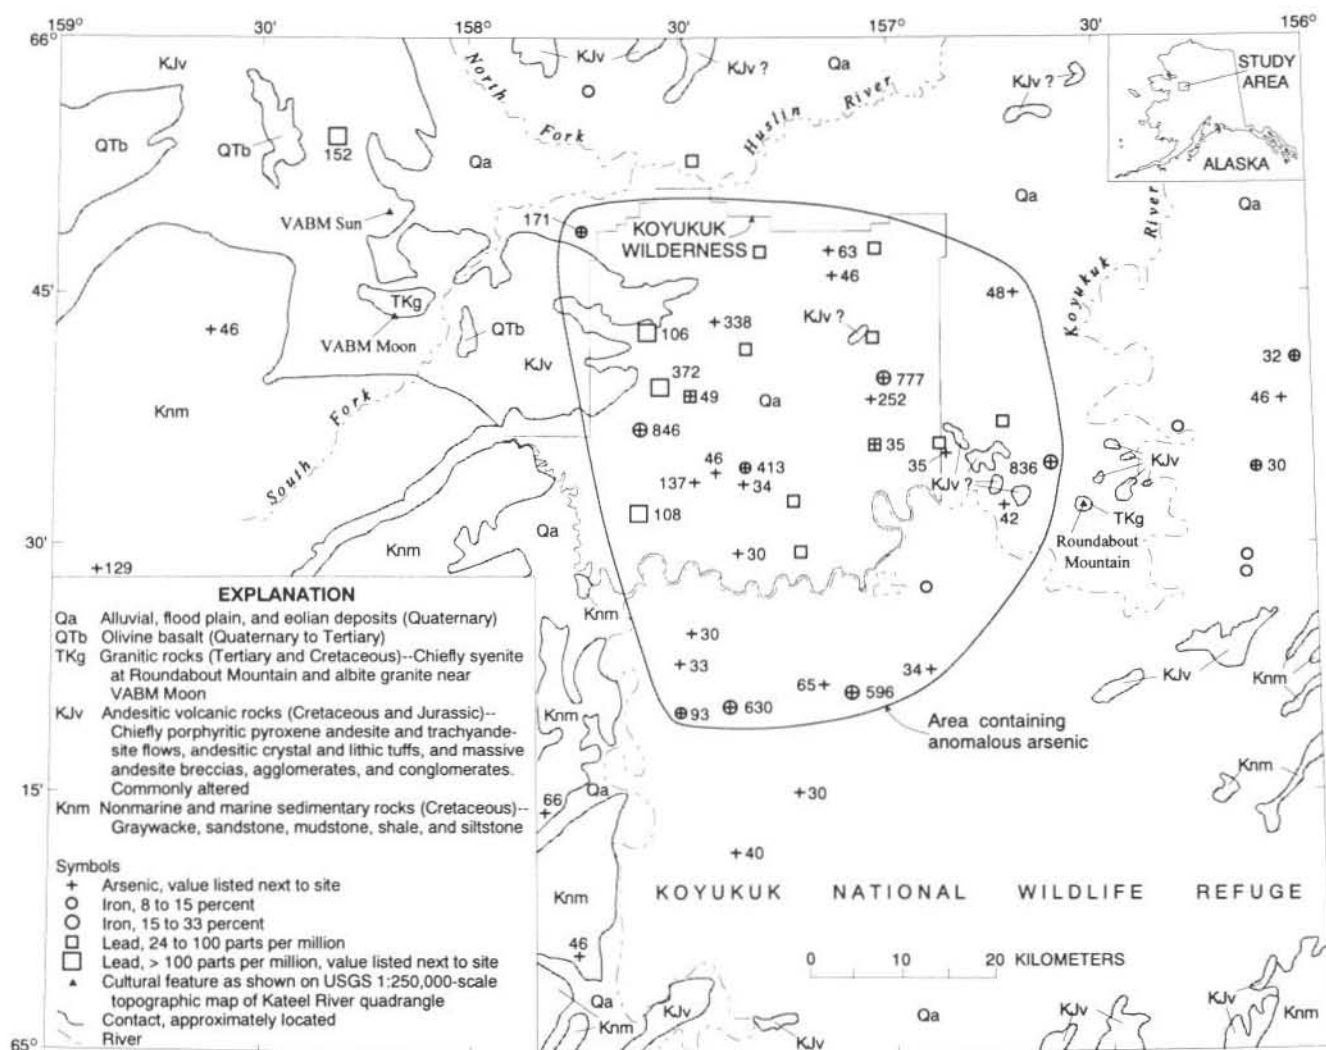 159° 30' 158° 30' 157° 30' 156°
66°
KJv
North
Fork
KJv
KJv ?
Qa
Huslin River
KJv ?
STUDY
AREA
ALASKA
QTb
QTb
152
Qa
Qa
Qa
VABM Sun
171
KOYUKUK
WILDERNESS
63
46
Koyukuk River
45'
TKg
48
46
VABM Moon
QTb
338
106
KJv ?
KJv
372
777
32
Knm
49
Qa
252
46
South Fork
846
35
46
413
35
836
KJv
30
137
34
KJv ?
108
42
TKg
Qa
Roundabout
Mountain
30'
Knm
30
129
Knm
30
33
34
KJv
65
Knm
93
630
596
Knm
Area containing
anomalous arsenic
Knm
15'
66
Qa
30
40
KOYUKUK NATIONAL WILDLIFE REFUGE
Knm
46
0 10 20 KILOMETERS
Qa
Knm
KJv
KJv
Qa
KJv
KJv
Knm
65°
EXPLANATION
Qa Alluvial, flood plain, and eolian deposits (Quaternary)
QTb Olivine basalt (Quaternary to Tertiary)
TKg Granitic rocks (Tertiary and Cretaceous)--Chiefly syenite
at Roundabout Mountain and albite granite near
VABM Moon
KJv Andesitic volcanic rocks (Cretaceous and Jurassic)--
Chiefly porphyritic pyroxene andesite and trachyande-
site flows, andesitic crystal and lithic tuffs, and massive
andesite breccias, agglomerates, and conglomerates.
Commonly altered
Knm Nonmarine and marine sedimentary rocks (Cretaceous)--
Graywacke, sandstone, mudstone, shale, and siltstone
Symbols
+ Arsenic, value listed next to site
Iron, 8 to 15 percent
Iron, 15 to 33 percent
Lead, 24 to 100 parts per million
Lead, > 100 parts per million, value listed next to site
Cultural feature as shown on USGS 1:250,000-scale
topographic map of Kateel River quadrangle
Contact, approximately located
River